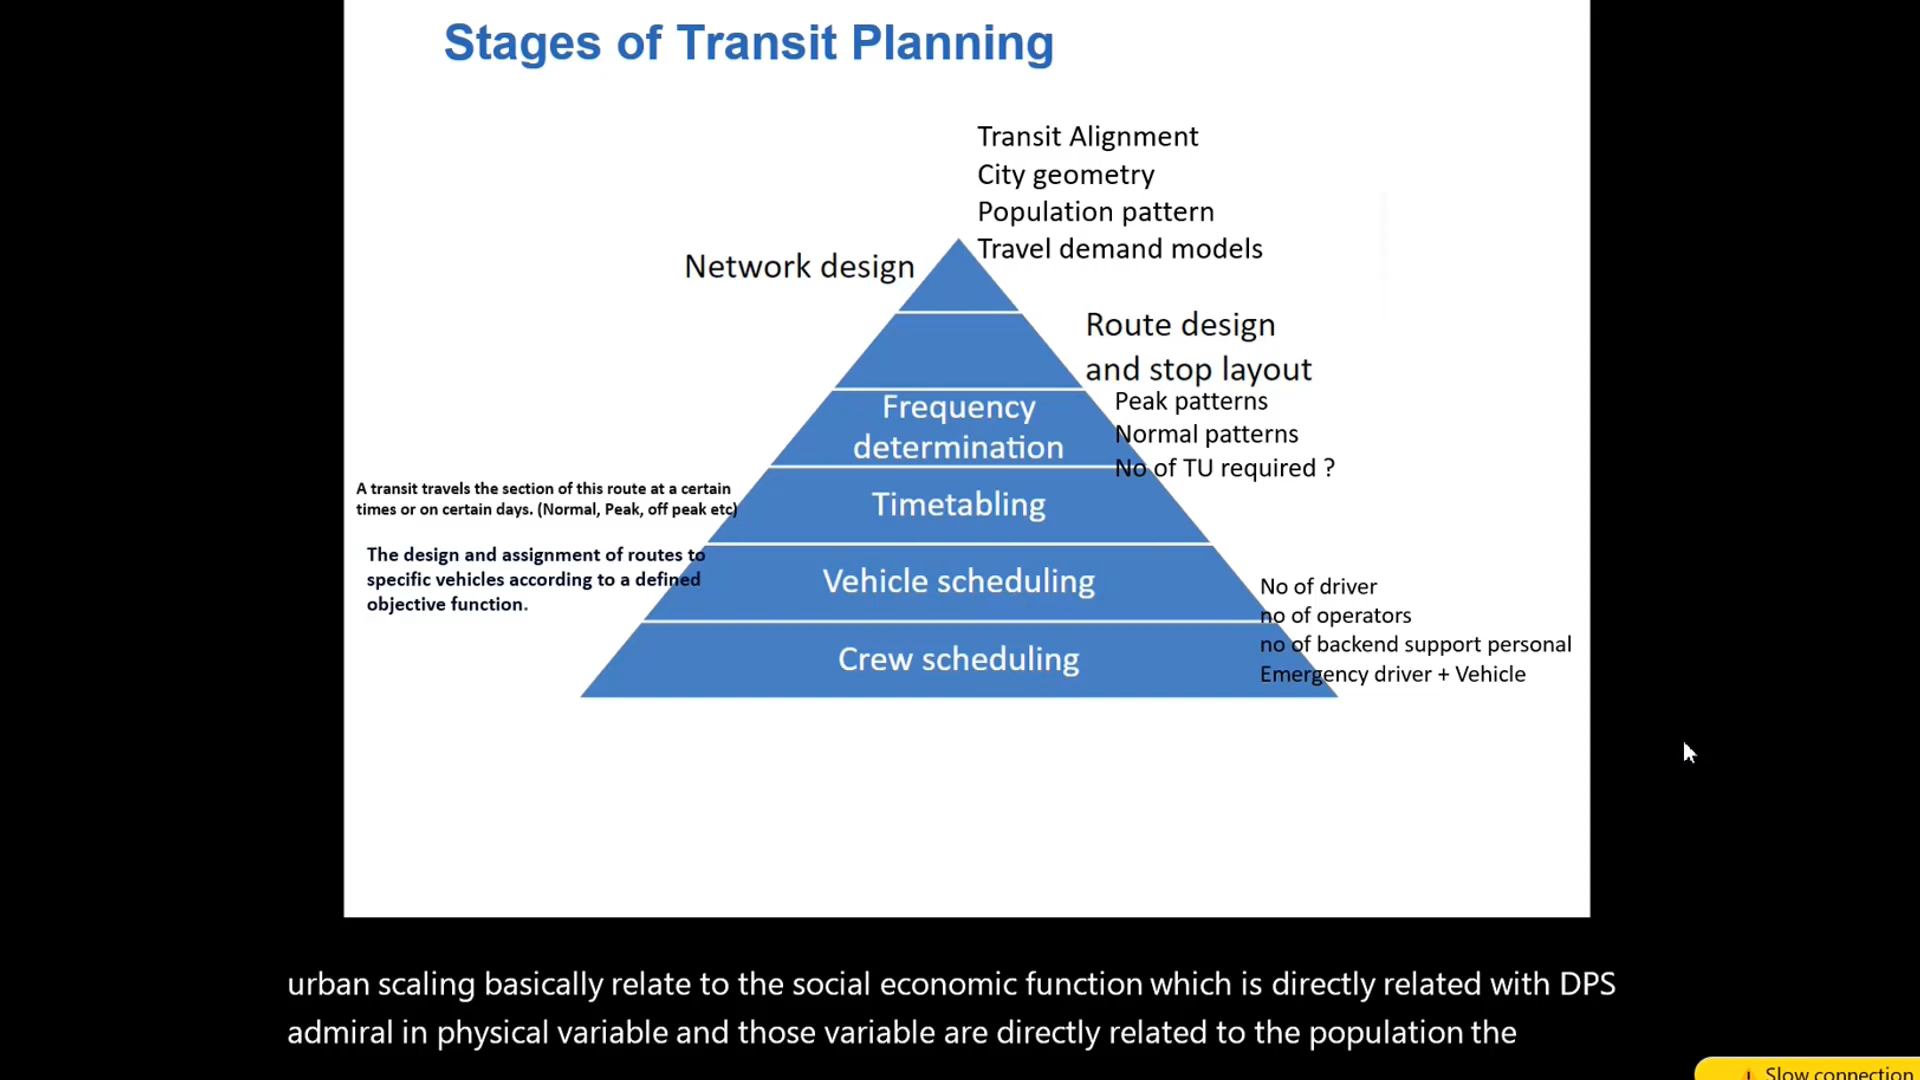 Stages of Transit Planning
Transit Alignment
City geometry
Population pattern
Travel demand models
Network design
Route design
and stop layout
Frequency
determination
Peak patterns
Normal patterns
No of TU required ?
A transit travels the section of this route at a certain
times or on certain days. (Normal, Peak, off peak etc)
Timetabling
The design and assignment of routes to
specific vehicles according to a defined
objective function.
Vehicle scheduling
No of driver
no of operators
no of backend support personal
Emergency driver + Vehicle
Crew scheduling
urban scaling basically relate to the social economic function which is directly related with DPS
admiral in physical variable and those variable are directly related to the population the
Slow connection